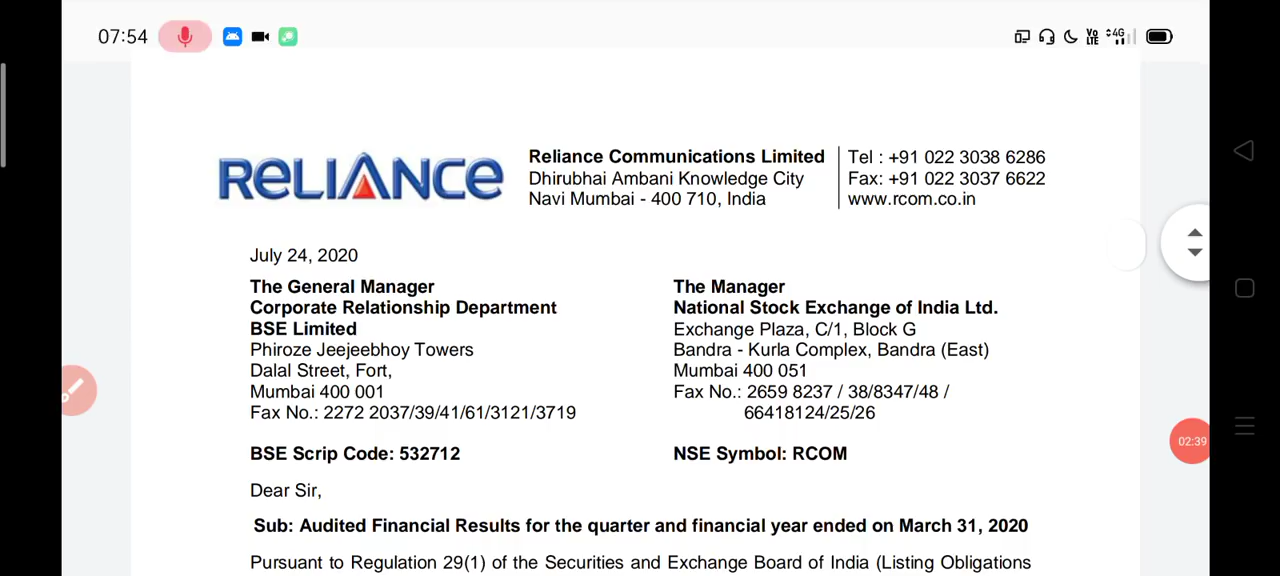 07:54
VoLTE 4G
RELIANCE
Reliance Communications Limited
Dhirubhai Ambani Knowledge City
Navi Mumbai - 400 710, India
Tel : +91 022 3038 6286
Fax: +91 022 3037 6622
www.rcom.co.in
July 24, 2020
The General Manager
Corporate Relationship Department
BSE Limited
Phiroze Jeejeebhoy Towers
Dalal Street, Fort,
Mumbai 400 001
Fax No.: 2272 2037/39/41/61/3121/3719
BSE Scrip Code: 532712
The Manager
National Stock Exchange of India Ltd.
Exchange Plaza, C/1, Block G
Bandra - Kurla Complex, Bandra (East)
Mumbai 400 051
Fax No.: 2659 8237 / 38/8347/48 /
66418124/25/26
NSE Symbol: RCOM
02:39
Dear Sir,
Sub: Audited Financial Results for the quarter and financial year ended on March 31, 2020
Pursuant to Regulation 29(1) of the Securities and Exchange Board of India (Listing Obligations